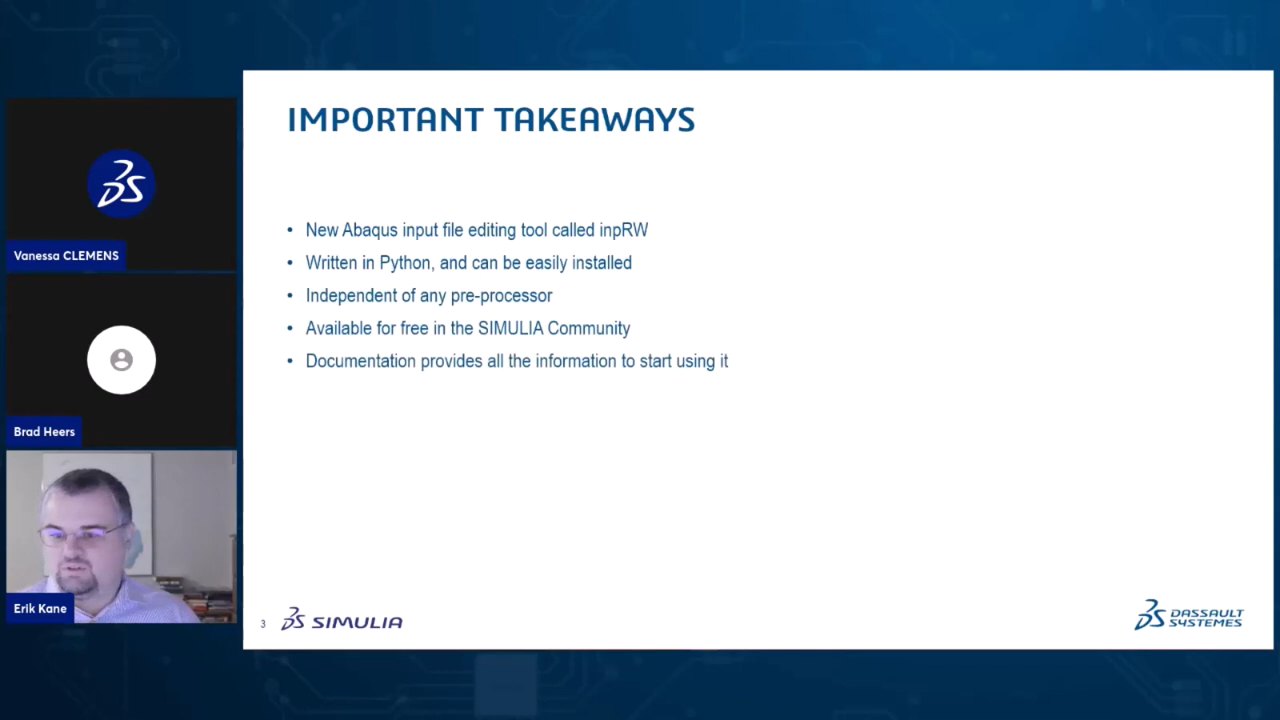 IMPORTANT TAKEAWAYS
• New Abaqus input file editing tool called inpRW
• Written in Python, and can be easily installed
• Independent of any pre-processor
• Available for free in the SIMULIA Community
• Documentation provides all the information to start using it
Vanessa CLEMENS
Brad Heers
Erik Kane
3
SIMULIA
DASSAULT
SYSTEMES